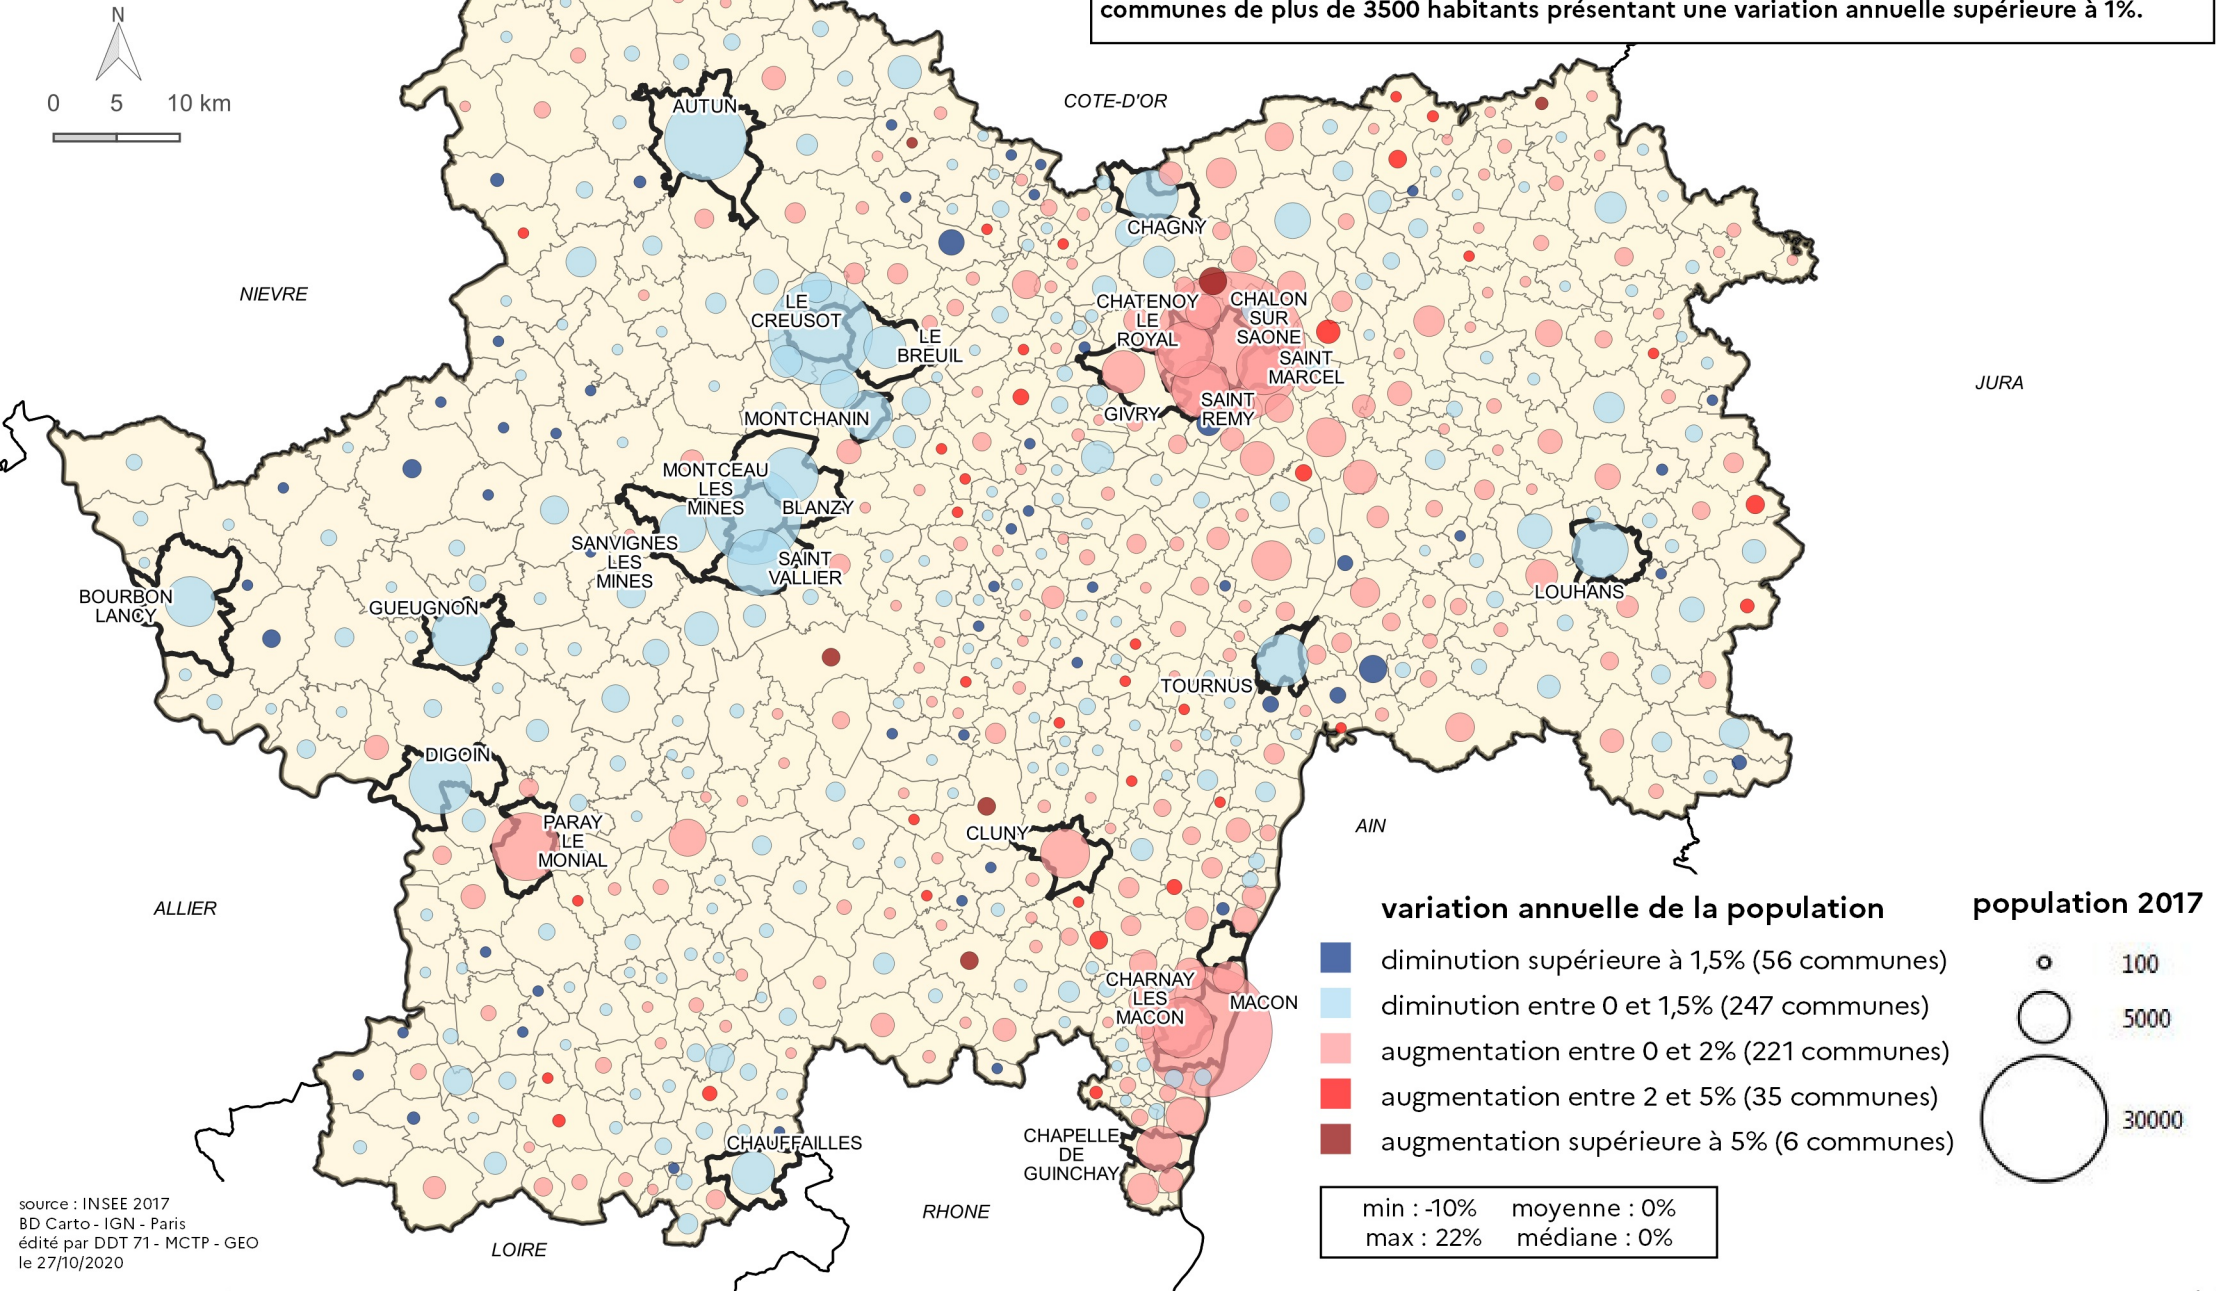 communes de plus de 3500 habitants présentant une variation annuelle supérieure à 1%.
N
0 5 10 km
AUTUN
COTE-D'OR
CHAGNY
NIEVRE
LE
CREUSOT
LE
BREUIL
CHATENOY
LE
ROYAL
CHALON
SUR
SAONE
SAINT
MARCEL
JURA
GIVRY
SAINT
REMY
MONTCHANIN
MONTCEAU
LES
MINES
BLANZY
SANVIGNES
LES
MINES
SAINT
VALLIER
BOURBON
LANCY
GUEUGNON
LOUHANS
TOURNUS
DIGOIN
PARAY
LE
MONIAL
CLUNY
AIN
ALLIER
CHARNAY
LES
MACON
MACON
CHAPELLE
DE
GUINCHAY
CHAUFFAILLES
RHONE
LOIRE
variation annuelle de la population
diminution supérieure à 1,5% (56 communes)
diminution entre 0 et 1,5% (247 communes)
augmentation entre 0 et 2% (221 communes)
augmentation entre 2 et 5% (35 communes)
augmentation supérieure à 5% (6 communes)
population 2017
100
5000
30000
min : -10% moyenne : 0%
max : 22% médiane : 0%
source : INSEE 2017
BD Carto - IGN - Paris
édité par DDT 71 - MCTP - GEO
le 27/10/2020